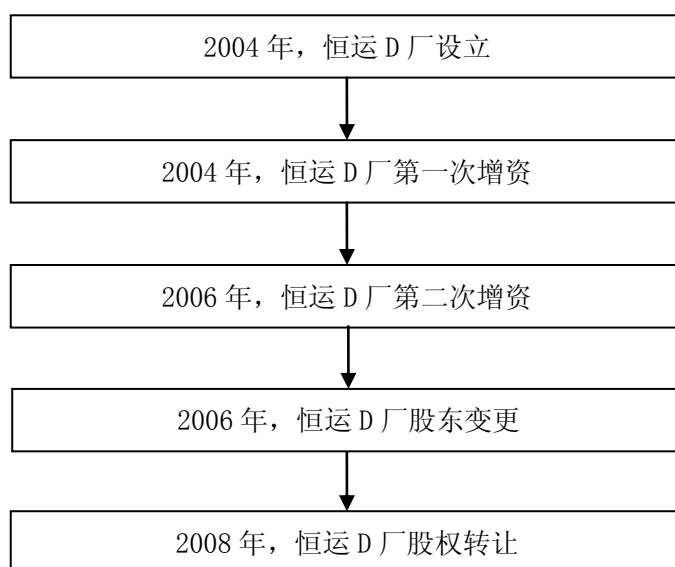 2004 年，恒运 D 厂设立
2004 年，恒运 D 厂第一次增资
2006 年，恒运 D 厂第二次增资
2006 年，恒运 D 厂股东变更
2008 年，恒运 D 厂股权转让